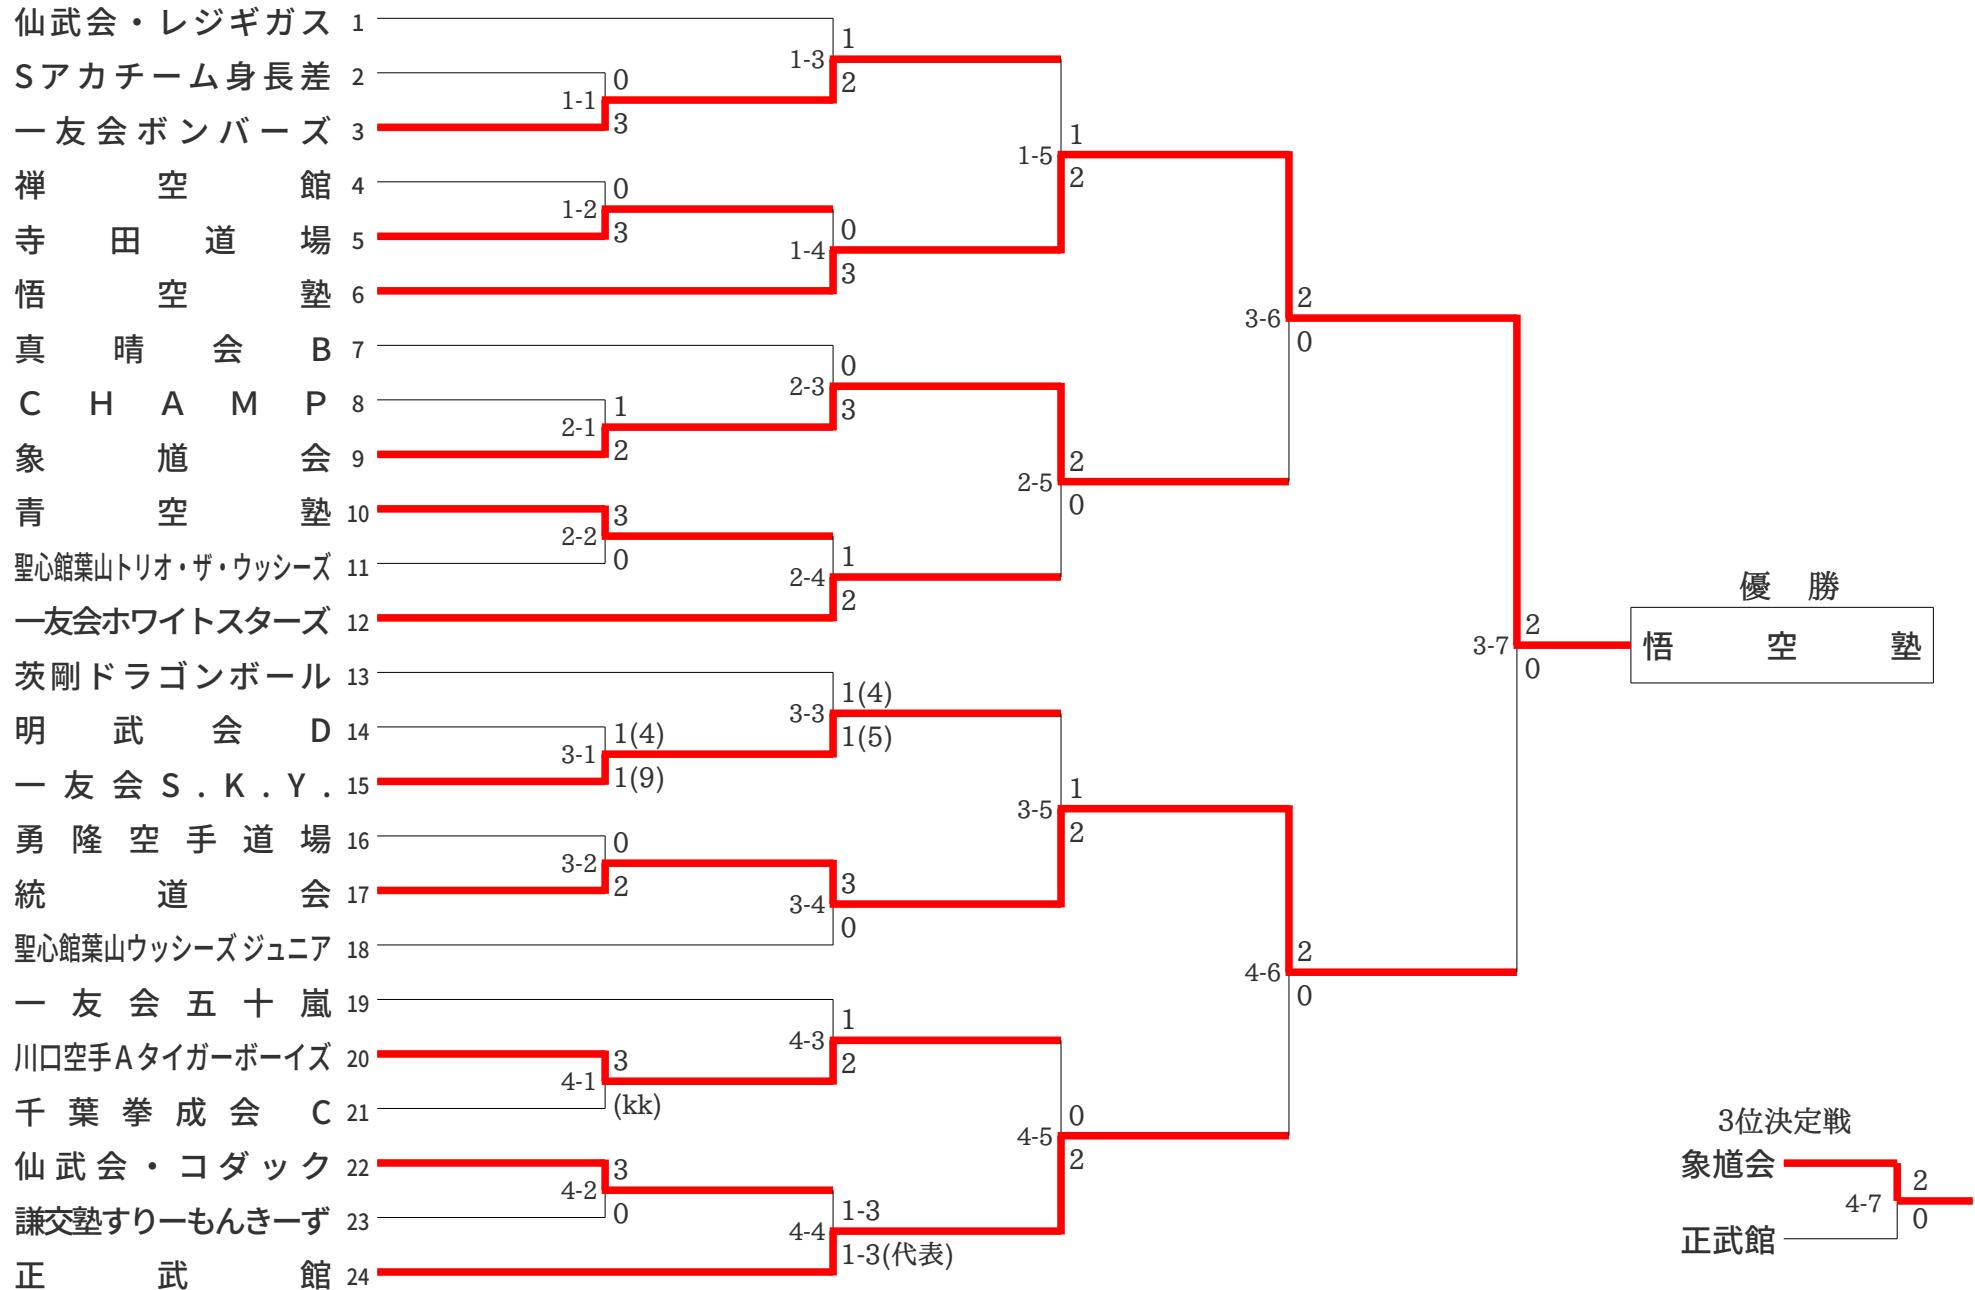 仙武会・レジギガス 1
Sアカチーム身長差 2
一友会ボンバーズ 3
禅空館 4
寺田道場 5
悟空塾 6
真晴会B 7
CHAMP 8
象馗会 9
青空塾 10
聖心館葉山トリオ・ザ・ウッシーズ 11
一友会ホワイトスターズ 12
茨剛ドラゴンボール 13
明武会D 14
一友会S.K.Y. 15
勇隆空手道場 16
統道会 17
聖心館葉山ウッシーズジュニア 18
一友会五十嵐 19
川口空手Aタイガーボーイズ 20
千葉拳成会 C 21
仙武会・コダック 22
謙交塾すりーもんきーず 23
正武館 24
1-1
0
3
1-2
0
3
2-1
1
2
2-2
3
0
3-1
1(4)
1(9)
3-2
0
2
4-1
3
(kk)
4-2
3
0
1-3
1
2
1-4
0
3
2-3
0
3
2-4
1
2
3-3
1(4)
1(5)
3-4
3
0
4-3
1
2
4-4
1-3
1-3(代表)
1-5
1
2
2-5
2
0
3-5
1
2
4-5
0
2
3-6
2
0
4-6
2
0
3-7
2
0
優勝
悟空塾
3位決定戦
象馗会
4-7
2
0
正武館